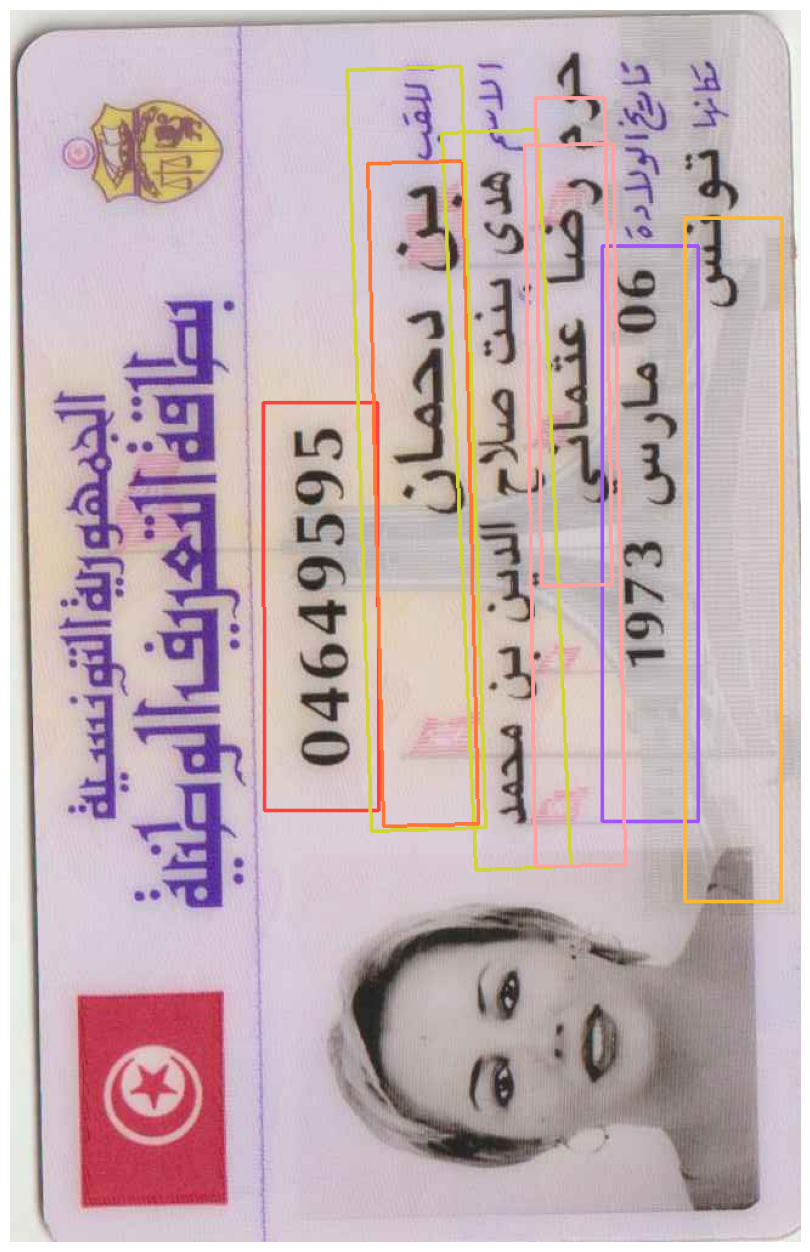 الجمهورية التونسية
بطاقة التعريف الوطنية
04649595
اللقب بن دحمان
الاسم هدى بنت صلاح الدين بن محمد
حرم رضا عثماني
تاريخ الولادة 06 مارس 1973
مكانها تونس